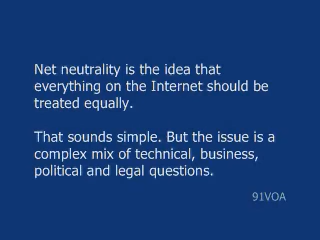 Net neutrality is the idea that
everything on the Internet should be
treated equally.
That sounds simple. But the issue is a
complex mix of technical, business,
political and legal questions.
91VOA